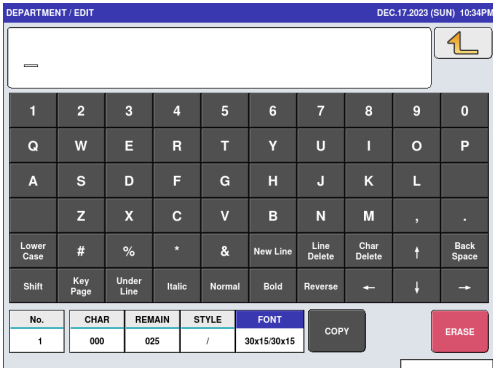 DEPARTMENT / EDIT DEC.17.2023 (SUN) 10:34PM
1 2 3 4 5 6 7 8 9 0
Q W E R T Y U I O P
A S D F G H J K L
Z X C V B N M , .
Lower Case # % * & New Line Line Delete Char Delete ↑ Back Space
Shift Key Page Under Line Italic Normal Bold Reverse ← ↓ →
No. CHAR REMAIN STYLE FONT COPY ERASE
1 000 025 / 30x15/30x15